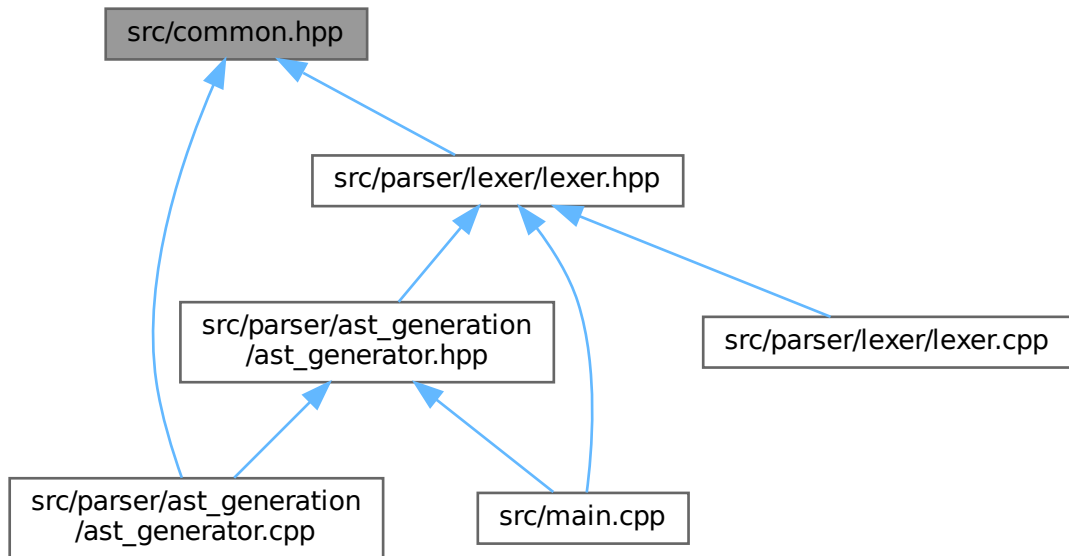 src/common.hpp
src/parser/lexer/lexer.hpp
src/parser/ast_generation
/ast_generator.hpp
src/parser/lexer/lexer.cpp
src/parser/ast_generation
/ast_generator.cpp
src/main.cpp